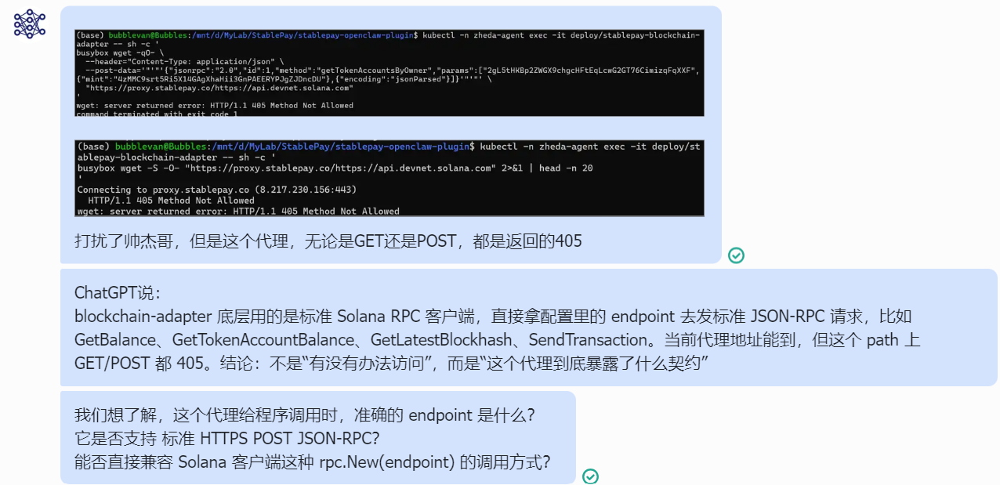 (base) bubblevan@Bubbles:/mnt/d/MyLab/StablePay/stablepay-openclaw-plugin$ kubectl -n zheda-agent exec -it deploy/stablepay-blockchain-
adapter -- sh -c '
busybox wget -qO- \
--header="Content-Type: application/json" \
--post-data='"'"'{"jsonrpc":"2.0","id":1,"method":"getTokenAccountsByOwner","params":["2gL5tHKBp2ZWGX9chgcHFtEqLcwG2GT76CimizqFqXXF",
{"mint":"4zMMC9srt5Ri5X14GAgXhaHii3GnPAEERYPJgZJDncDU"},{"encoding":"jsonParsed"}]}'"'"' \
"https://proxy.stablepay.co/https://api.devnet.solana.com"
'
wget: server returned error: HTTP/1.1 405 Method Not Allowed
command terminated with exit code 1
(base) bubblevan@Bubbles:/mnt/d/MyLab/StablePay/stablepay-openclaw-plugin$ kubectl -n zheda-agent exec -it deploy/st
ablepay-blockchain-adapter -- sh -c '
busybox wget -S -O- "https://proxy.stablepay.co/https://api.devnet.solana.com" 2>&1 | head -n 20
'
Connecting to proxy.stablepay.co (8.217.230.156:443)
HTTP/1.1 405 Method Not Allowed
wget: server returned error: HTTP/1.1 405 Method Not Allowed
打扰了帅杰哥，但是这个代理，无论是GET还是POST，都是返回的405
ChatGPT说：
blockchain-adapter 底层用的是标准 Solana RPC 客户端，直接拿配置里的 endpoint 去发标准 JSON-RPC 请求，比如
GetBalance、GetTokenAccountBalance、GetLatestBlockhash、SendTransaction。当前代理地址能到，但这个 path 上
GET/POST 都 405。结论：不是“有没有办法访问”，而是“这个代理到底暴露了什么契约”
我们想了解，这个代理给程序调用时，准确的 endpoint 是什么？
它是否支持 标准 HTTPS POST JSON-RPC？
能否直接兼容 Solana 客户端这种 rpc.New(endpoint) 的调用方式？